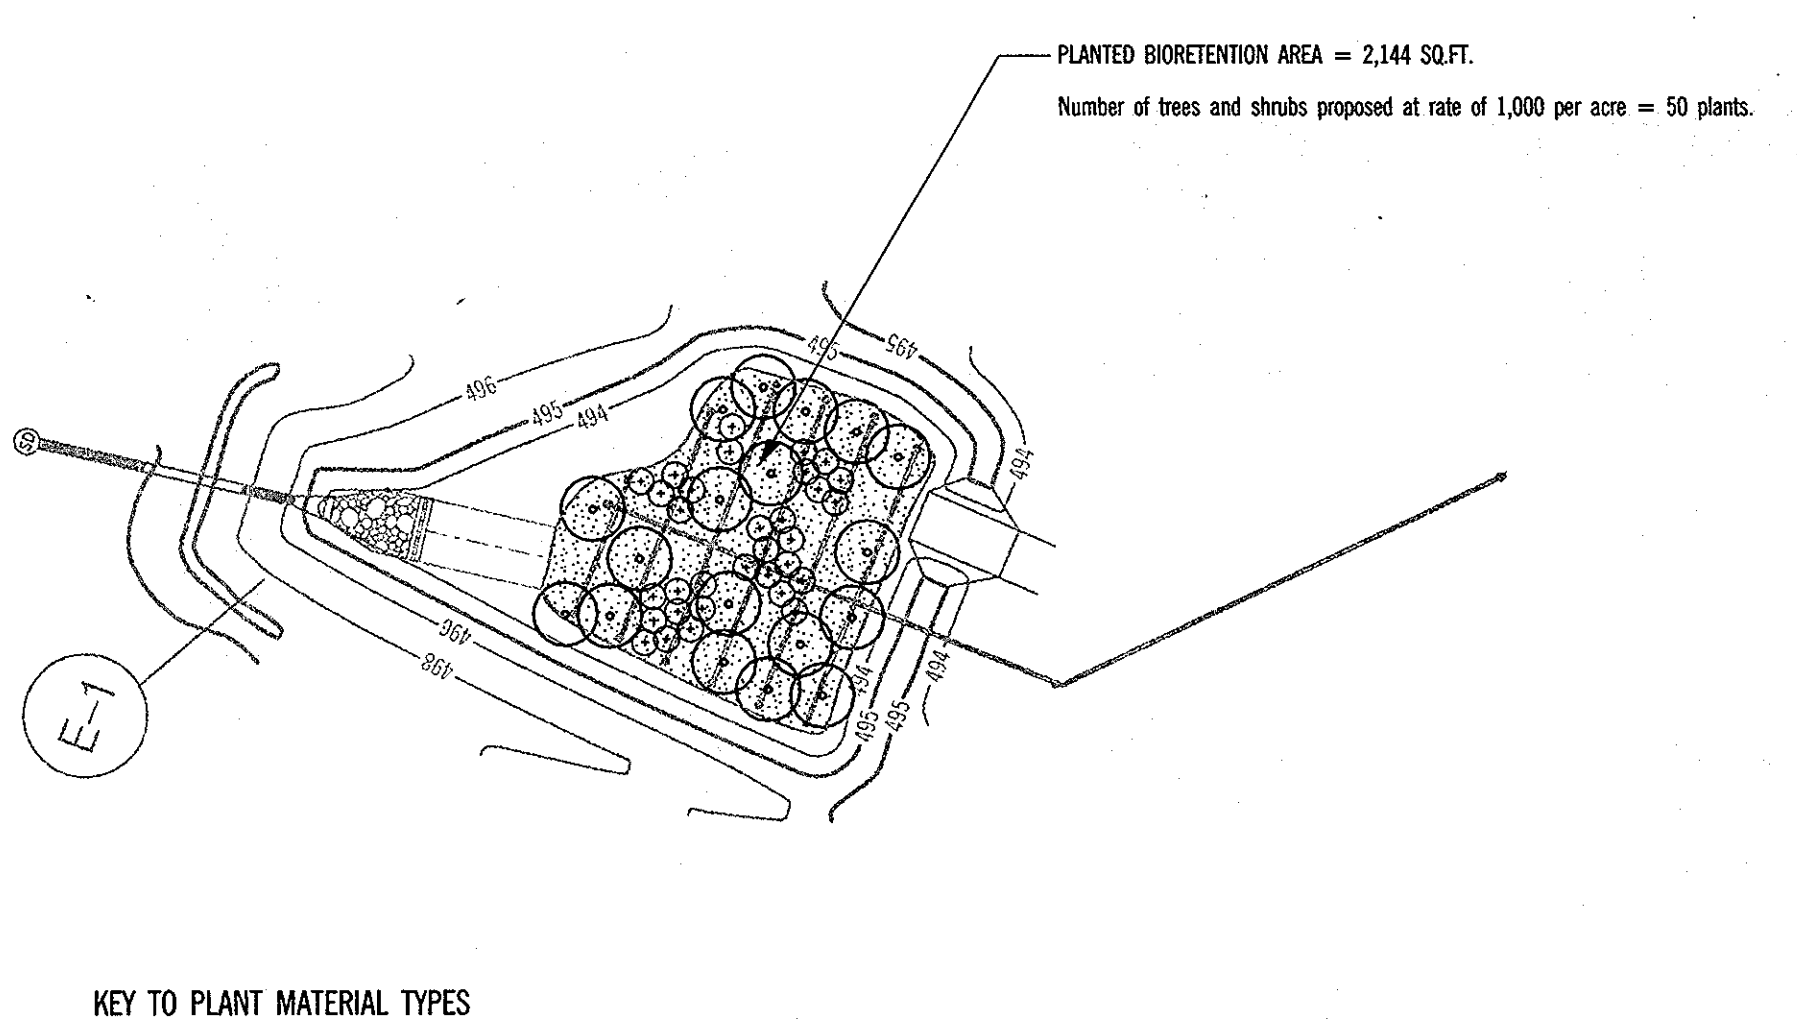 PLANTED BIORETENTION AREA = 2,144 SQ.FT.
Number of trees and shrubs proposed at rate of 1,000 per acre = 50 plants.
495
495
496
495
494
494
SD
496
498
494
494
495
495
E-1
KEY TO PLANT MATERIAL TYPES